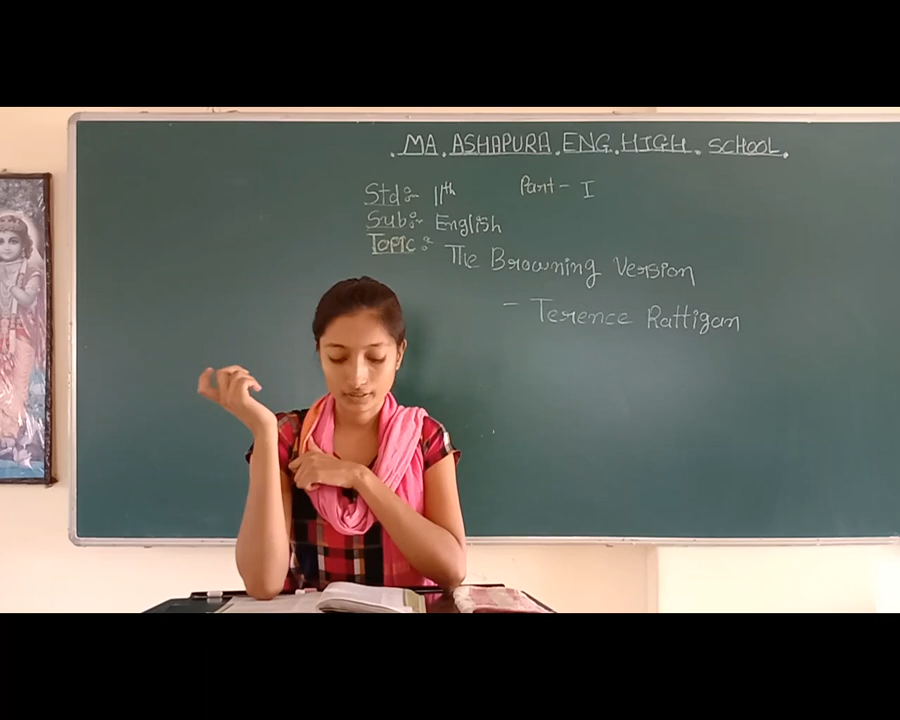 . MA. ASHAPURA. ENG. HIGH. SCHOOL.
Std:- 11th Part - I
Sub:- English
Topic:- The Browning Version
- Terence Rattigan